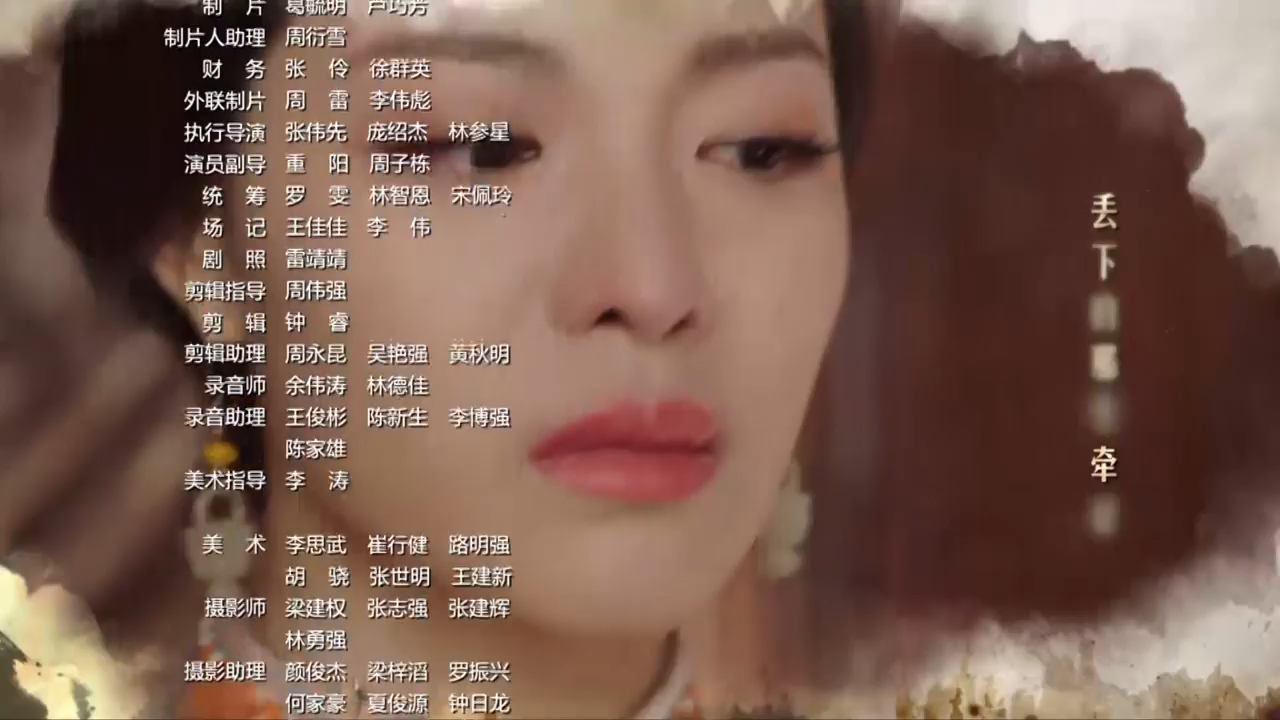 制 片 葛毓明 卢巧芳
制片人助理 周衍雪
财 务 张 伶 徐群英
外联制片 周 雷 李伟彪
执行导演 张伟先 庞绍杰 林参星
演员副导 重 阳 周子栋
统 筹 罗 雯 林智恩 宋佩玲
场 记 王佳佳 李 伟
剧 照 雷靖靖
剪辑指导 周伟强
剪 辑 钟 睿
剪辑助理 周永昆 吴艳强 黄秋明
录音师 余伟涛 林德佳
录音助理 王俊彬 陈新生 李博强
陈家雄
美术指导 李 涛
美 术 李思武 崔行健 路明强
胡 骁 张世明 王建新
摄影师 梁建权 张志强 张建辉
林勇强
摄影助理 颜俊杰 梁梓滔 罗振兴
何家豪 夏俊源 钟日龙
丢下
牵